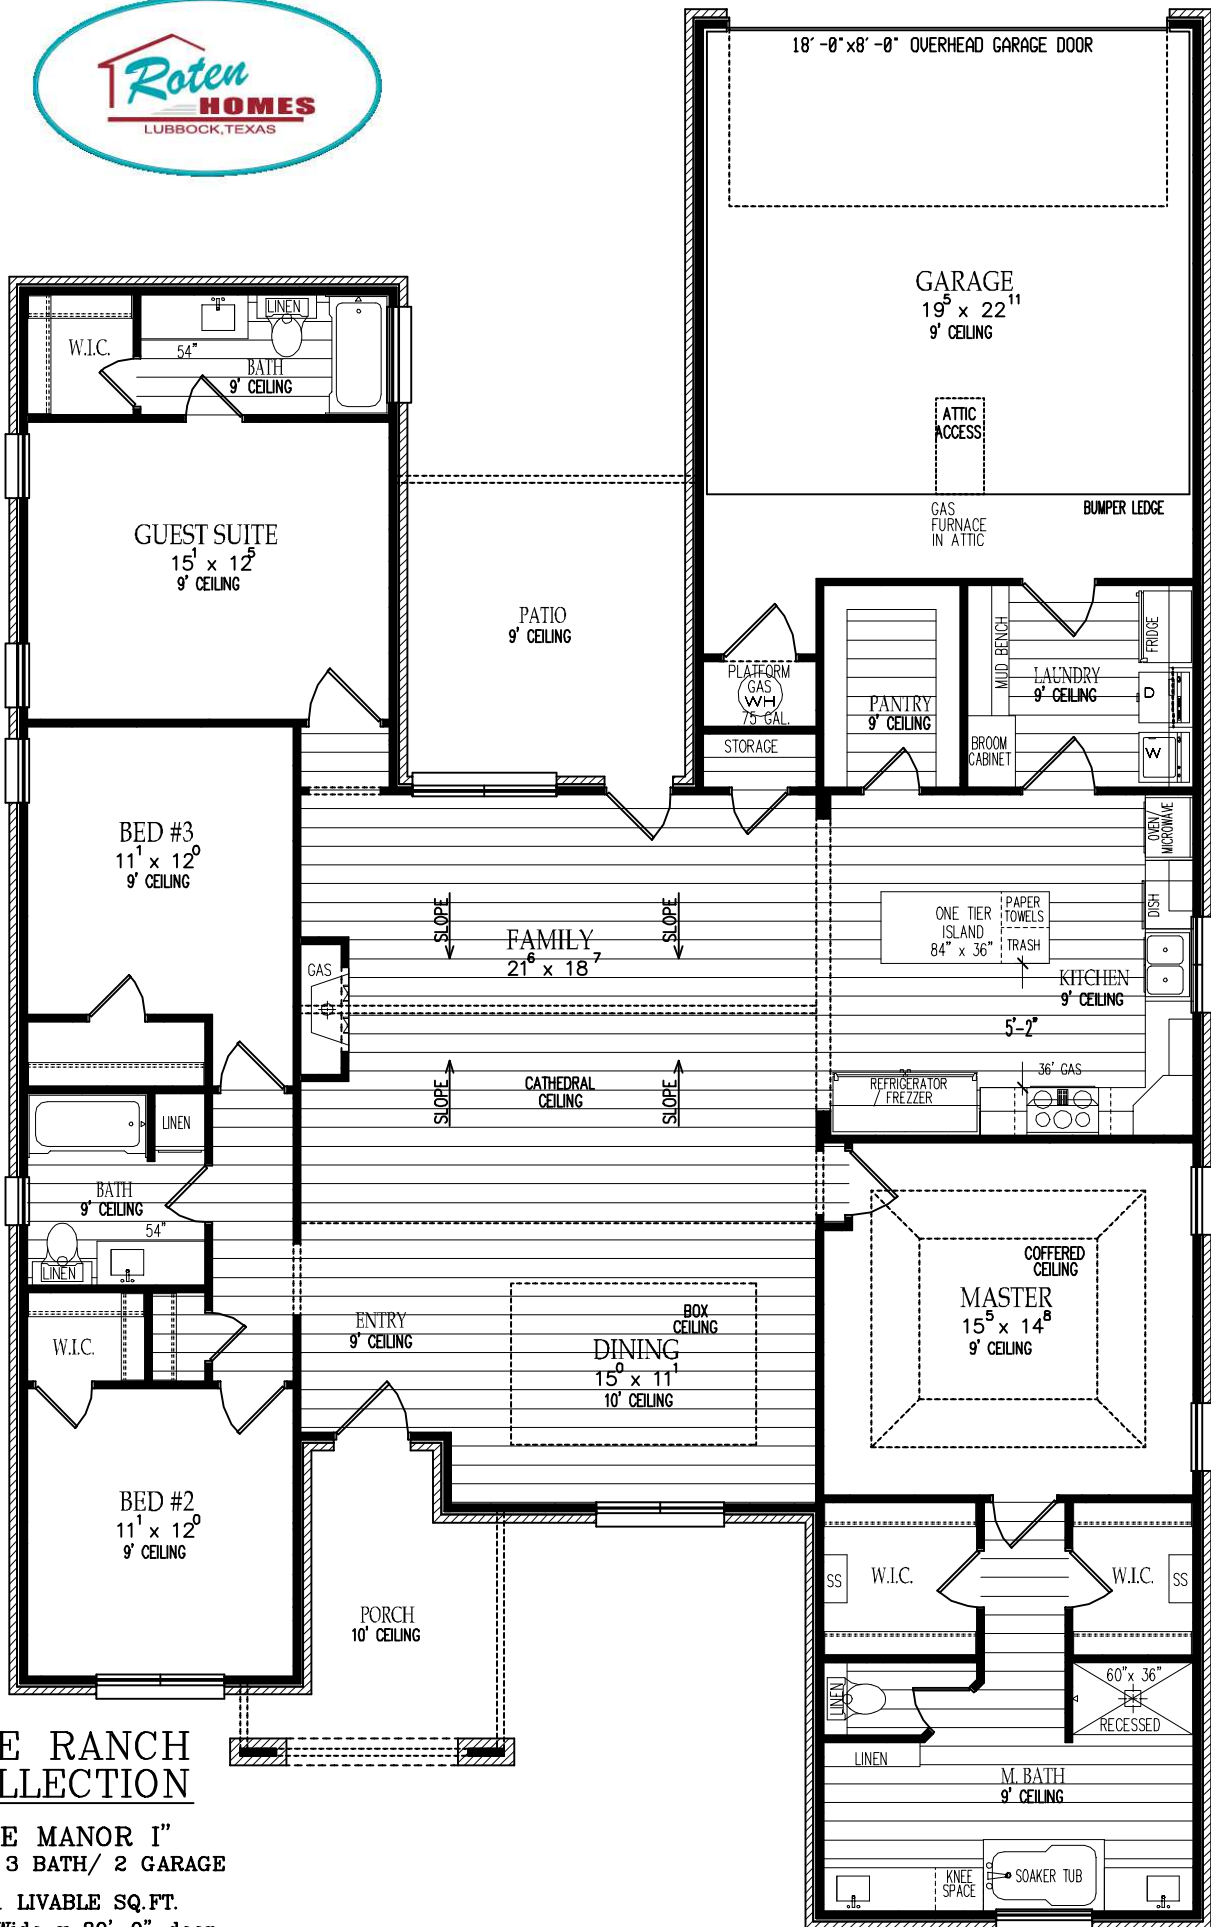 Roten
HOMES
LUBBOCK, TEXAS
18'-0"x8'-0" OVERHEAD GARAGE DOOR
GARAGE
19⁵ x 22¹¹
9' CEILING
ATTIC
ACCESS
GAS
FURNACE
IN ATTIC
BUMPER LEDGE
W.I.C.
54"
LINEN
BATH
9' CEILING
GUEST SUITE
15¹ x 12⁵
9' CEILING
PATIO
9' CEILING
PLATFORM
GAS
WH
75 GAL.
STORAGE
PANTRY
9' CEILING
MUD BENCH
LAUNDRY
9' CEILING
FRIDGE
D
W
BROOM
CABINET
BED #3
11¹ x 12⁰
9' CEILING
SLOPE
SLOPE
FAMILY
21⁶ x 18⁷
GAS
SLOPE
SLOPE
CATHEDRAL
CEILING
OVEN/
MICROWAVE
DISH
ONE TIER
ISLAND
84" x 36"
PAPER
TOWELS
TRASH
KITCHEN
9' CEILING
5'-2"
36' GAS
REFRIGERATOR
/ FREZZER
LINEN
BATH
9' CEILING
54"
LINEN
W.I.C.
ENTRY
9' CEILING
BOX
CEILING
DINING
15⁰ x 11¹
10' CEILING
COFFERED
CEILING
MASTER
15⁵ x 14⁸
9' CEILING
BED #2
11¹ x 12⁰
9' CEILING
PORCH
10' CEILING
SS
W.I.C.
W.I.C.
SS
LINEN
60"x 36"
RECESSED
LINEN
M. BATH
9' CEILING
KNEE
SPACE
SOAKER TUB
E RANCH
LLECTION
E MANOR I"
3 BATH/ 2 GARAGE
LIVABLE SQ.FT.